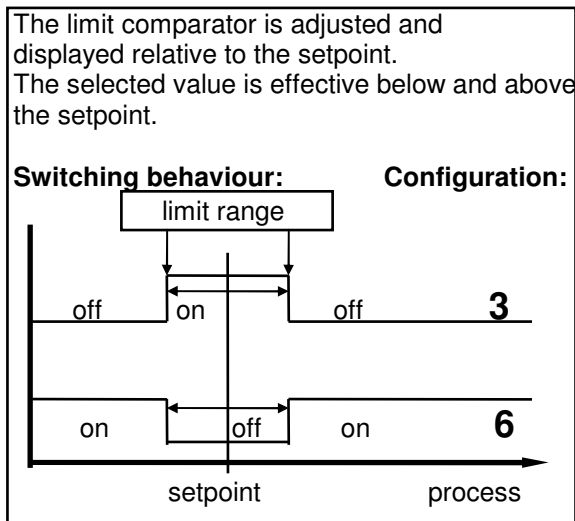 The limit comparator is adjusted and
displayed relative to the setpoint.
The selected value is effective below and above
the setpoint.
Switching behaviour: Configuration:
limit range
off on off 3
on off on 6
setpoint process